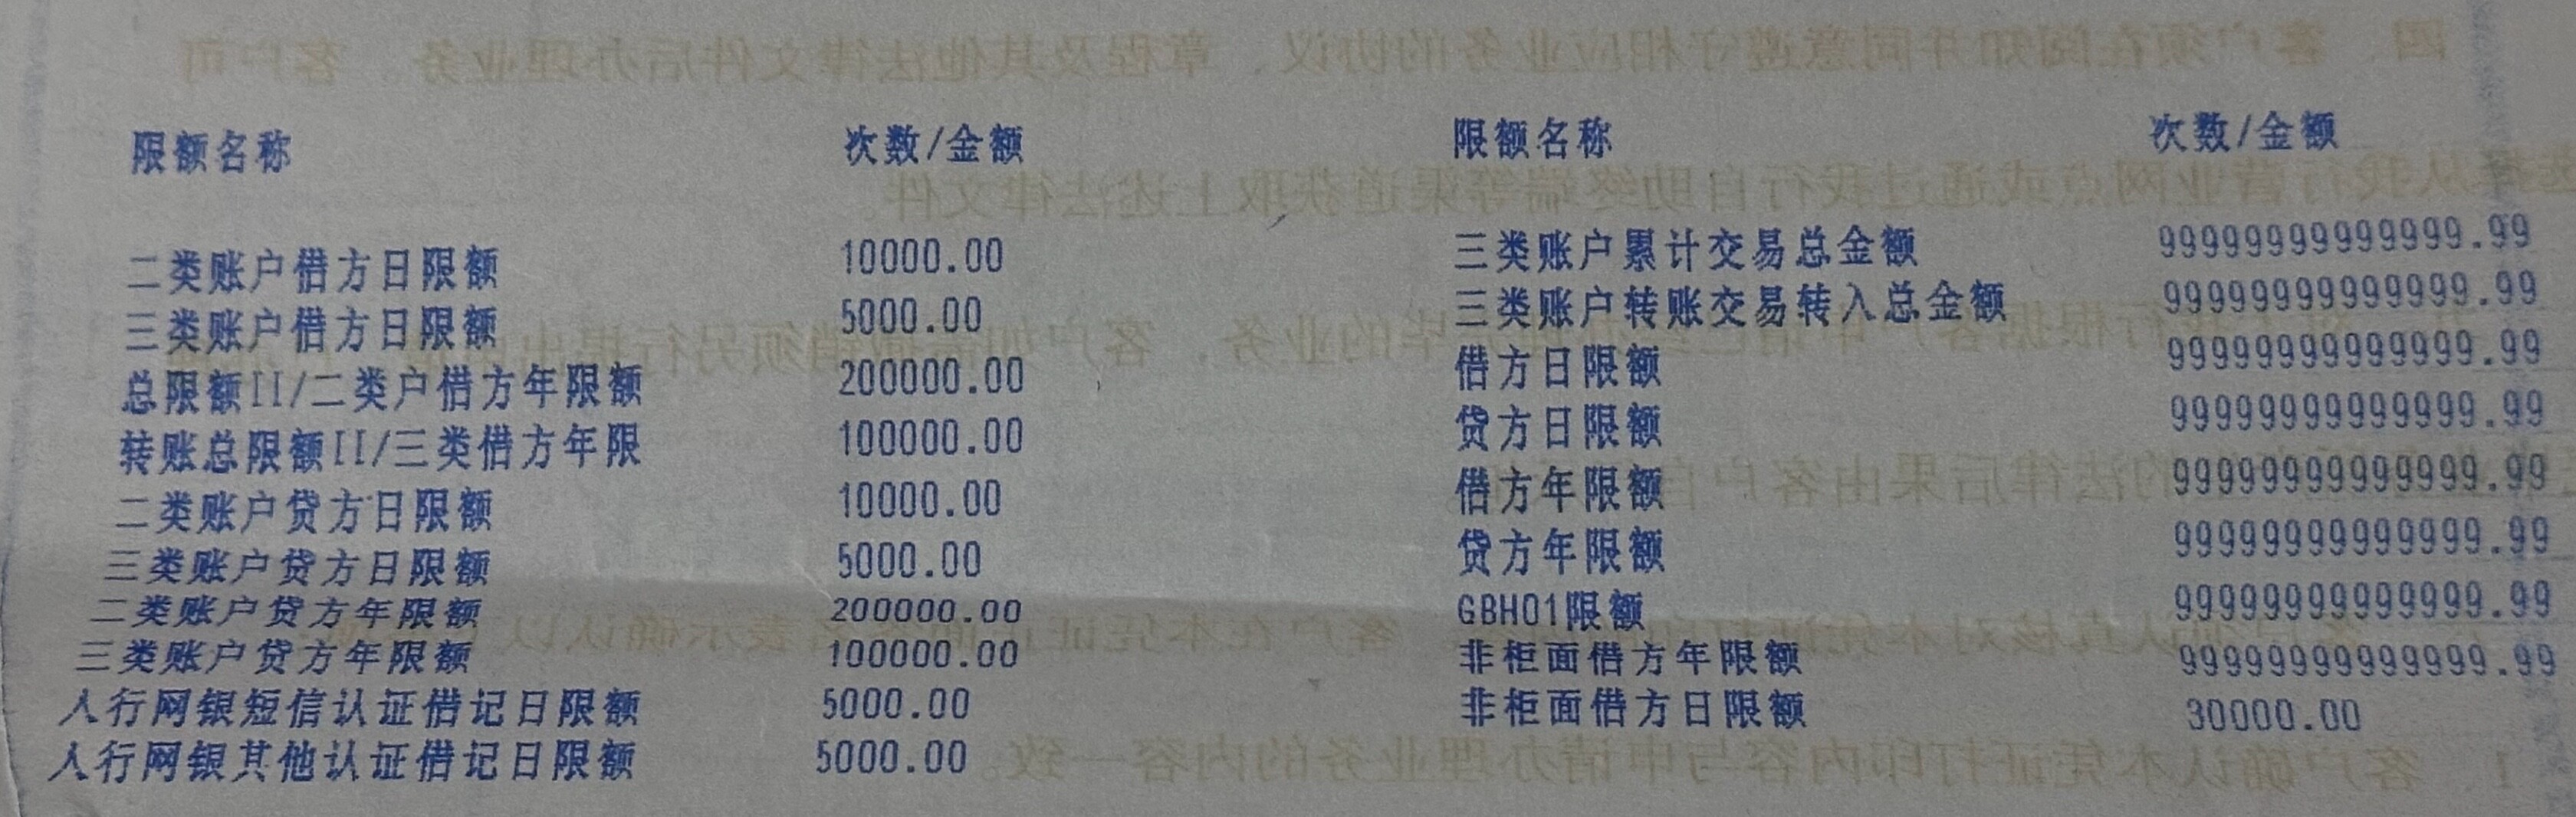 限额名称 次数/金额 限额名称 次数/金额
二类账户借方日限额 10000.00 三类账户累计交易总金额 99999999999999.99
三类账户借方日限额 5000.00 三类账户转账交易转入总金额 99999999999999.99
总限额II/二类户借方年限额 200000.00 借方日限额 99999999999999.99
转账总限额II/三类借方年限 100000.00 贷方日限额 99999999999999.99
二类账户贷方日限额 10000.00 借方年限额 99999999999999.99
三类账户贷方日限额 5000.00 贷方年限额 99999999999999.99
二类账户贷方年限额 200000.00 GBH01限额 99999999999999.99
三类账户贷方年限额 100000.00 非柜面借方年限额 99999999999999.99
人行网银短信认证借记日限额 5000.00 非柜面借方日限额 30000.00
人行网银其他认证借记日限额 5000.00